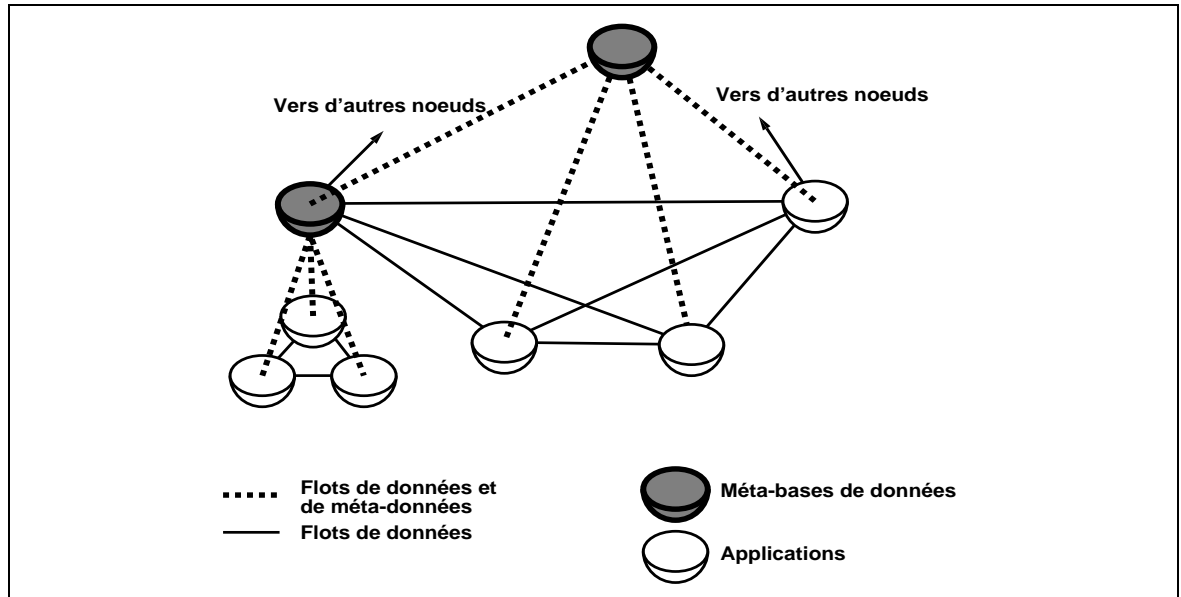 Vers d'autres noeuds
Vers d'autres noeuds
Flots de données et
de méta-données
Flots de données
Méta-bases de données
Applications